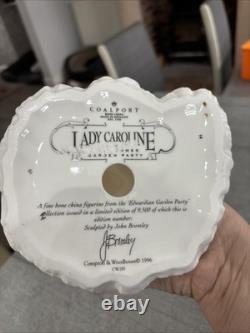 COALPORT
LADY CAROLINE
GARDEN PARTY
A fine bone china figurine from the 'Edwardian Garden Party'
collection issued in a limited edition of 9,500 of which this is
edition number:
Sculpted by John Bromley
J Bromley
Compton & Woodhouse © 1996